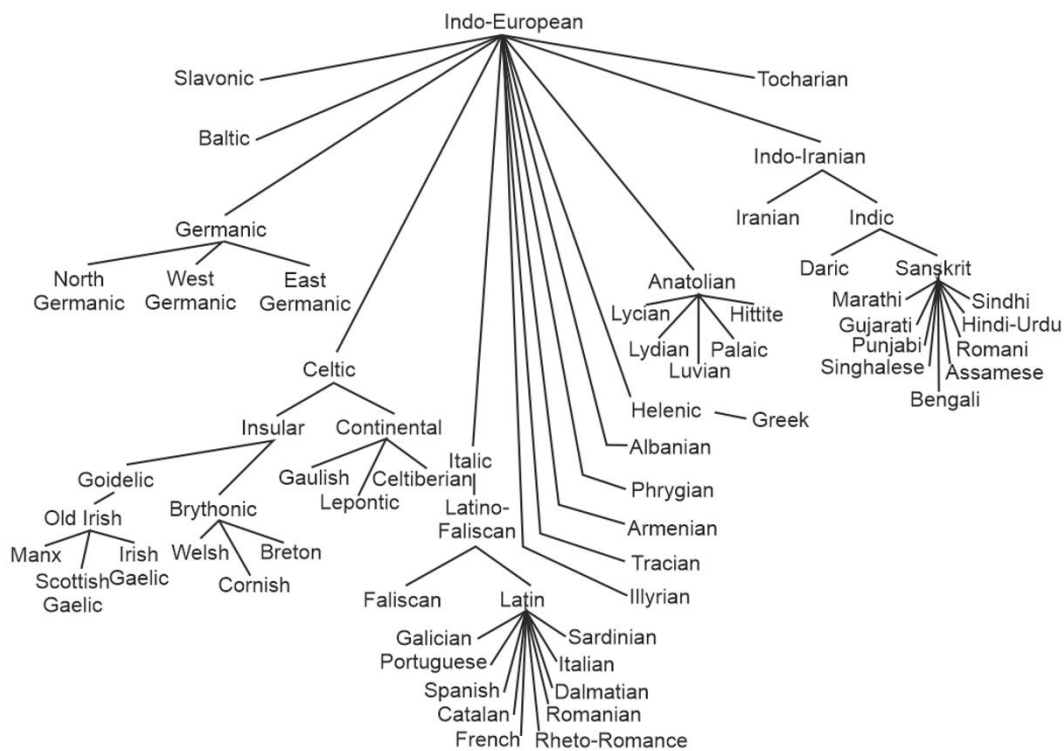 Indo-European
Slavonic
Tocharian
Baltic
Indo-Iranian
Germanic
Iranian
Indic
North
Germanic
West
Germanic
East
Germanic
Daric
Sanskrit
Anatolian
Marathi
Sindhi
Lycian
Hittite
Gujarati
Hindi-Urdu
Lydian
Palaic
Punjabi
Romani
Luvian
Singhalese
Assamese
Celtic
Bengali
Helenic
Greek
Insular
Continental
Albanian
Italic
Goidelic
Gaulish
Celtiberian
Lepontic
Phrygian
Old Irish
Brythonic
Latino-
Faliscan
Armenian
Manx
Irish
Gaelic
Welsh
Breton
Tracian
Scottish
Gaelic
Cornish
Faliscan
Latin
Illyrian
Galician
Sardinian
Portuguese
Italian
Spanish
Dalmatian
Catalan
Romanian
French
Rheto-Romance